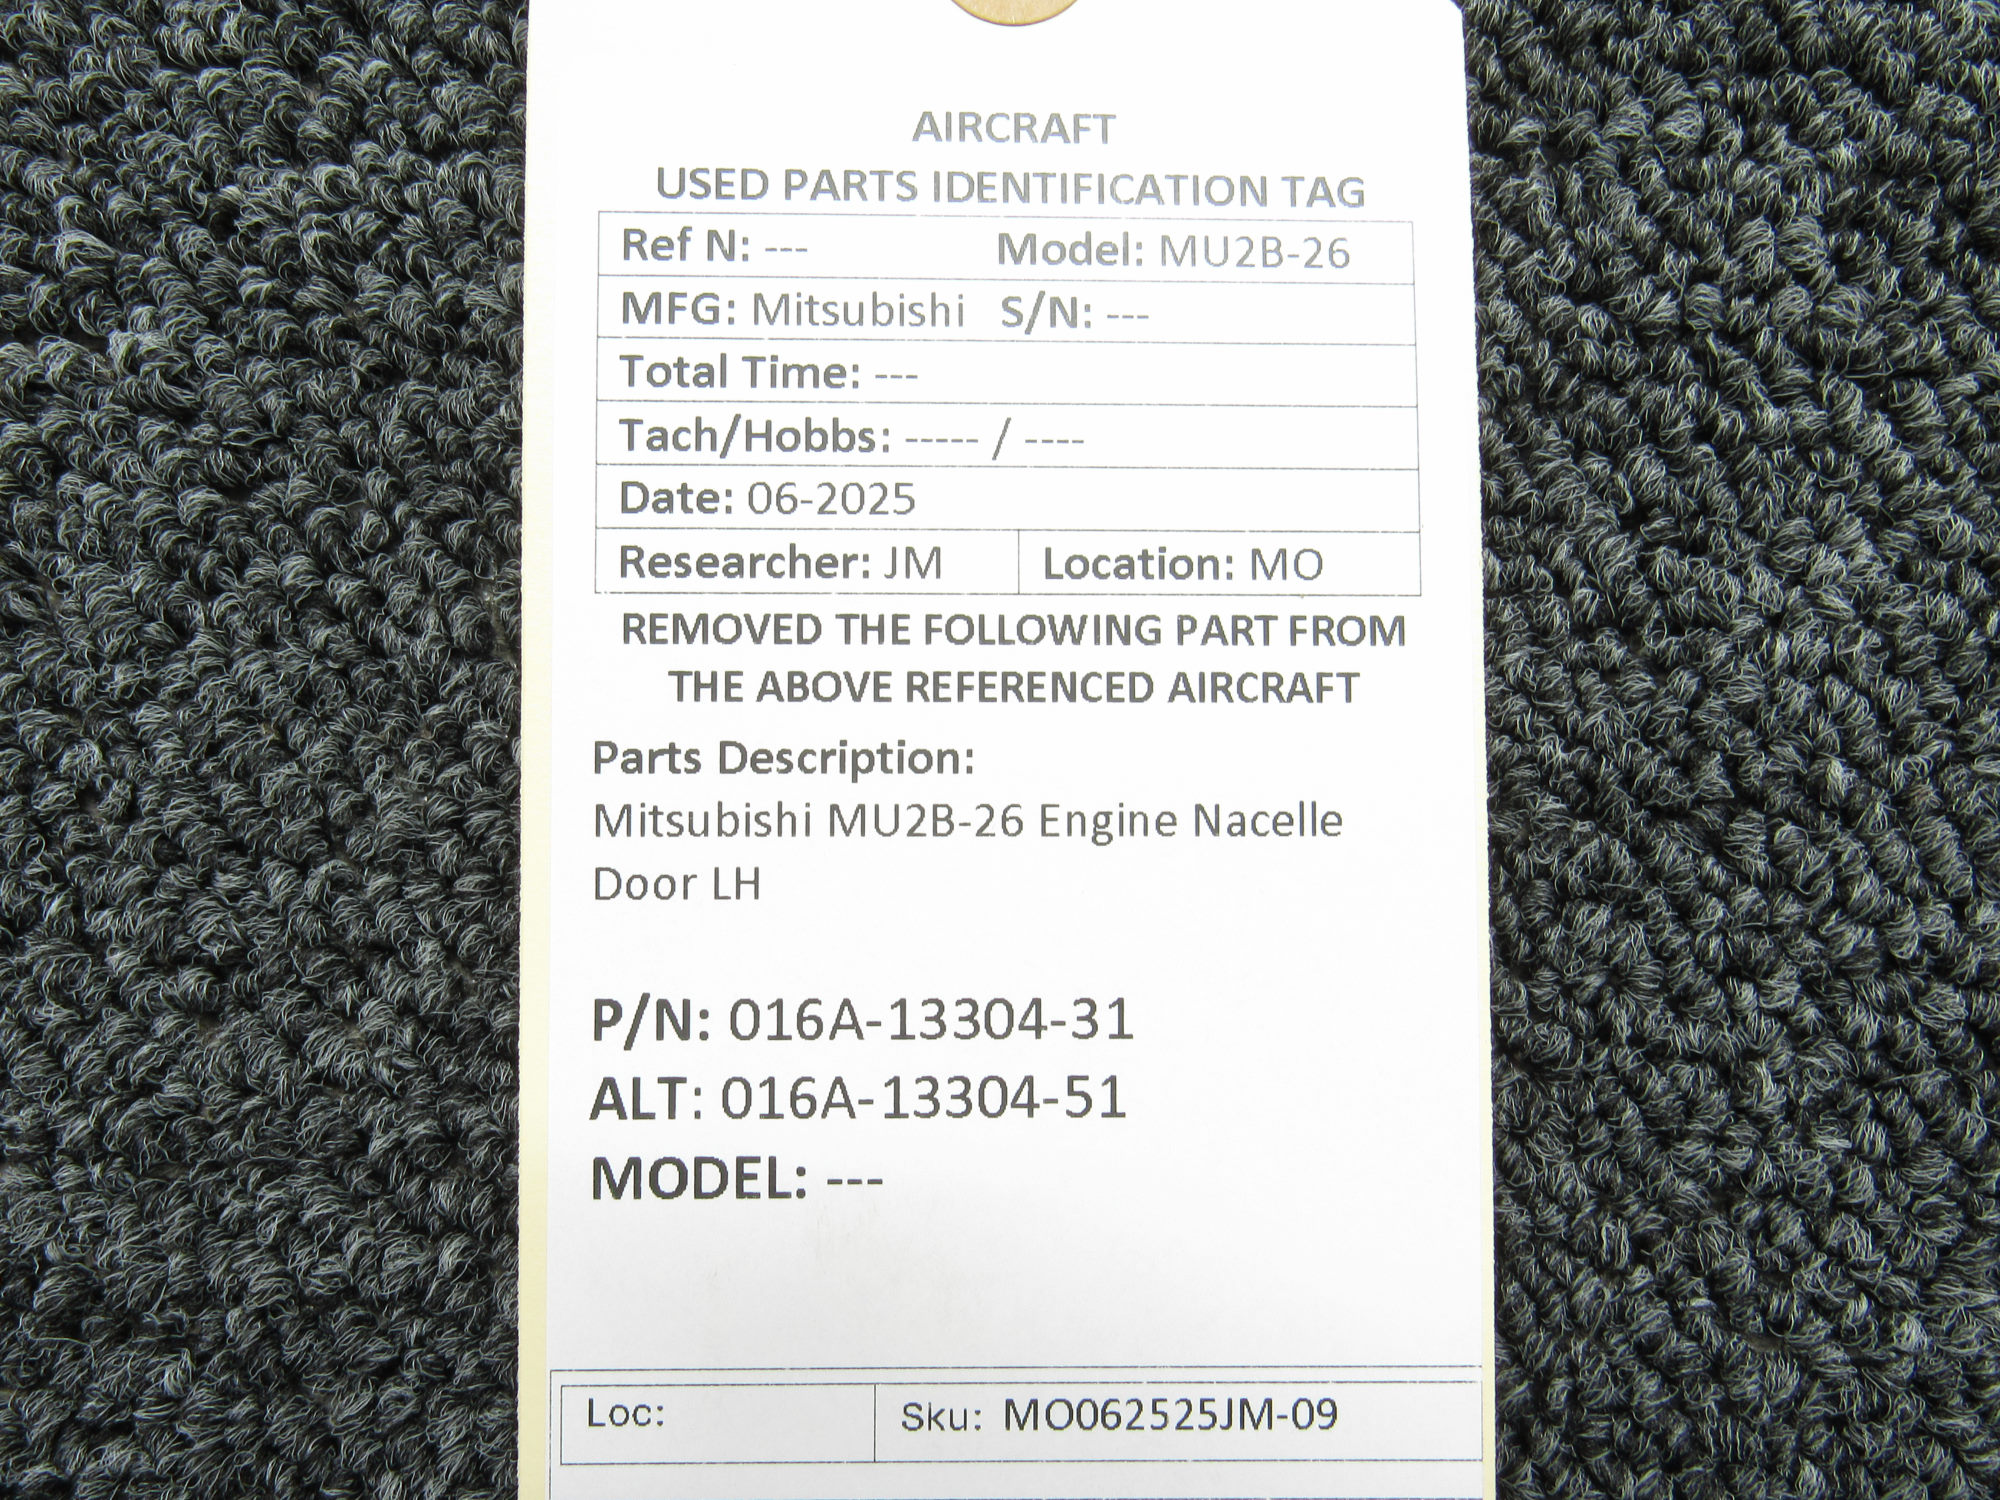 AIRCRAFT
USED PARTS IDENTIFICATION TAG
Ref N: --- Model: MU2B-26
MFG: Mitsubishi S/N: ---
Total Time: ---
Tach/Hobbs: ----- / ----
Date: 06-2025
Researcher: JM Location: MO
REMOVED THE FOLLOWING PART FROM
THE ABOVE REFERENCED AIRCRAFT
Parts Description:
Mitsubishi MU2B-26 Engine Nacelle
Door LH
P/N: 016A-13304-31
ALT: 016A-13304-51
MODEL: ---
Loc: Sku: MO062525JM-09